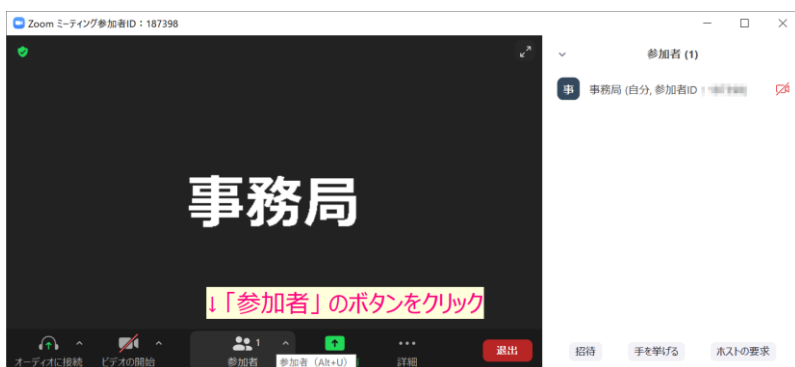 Zoom ミーティング参加者ID：187398
参加者 (1)
事 事務局 (自分, 参加者ID
事務局
↓「参加者」のボタンをクリック
1
オーディオに接続 ビデオの開始 参加者 参加者 (Alt+U) 詳細 退出
招待 手を挙げる ホストの要求